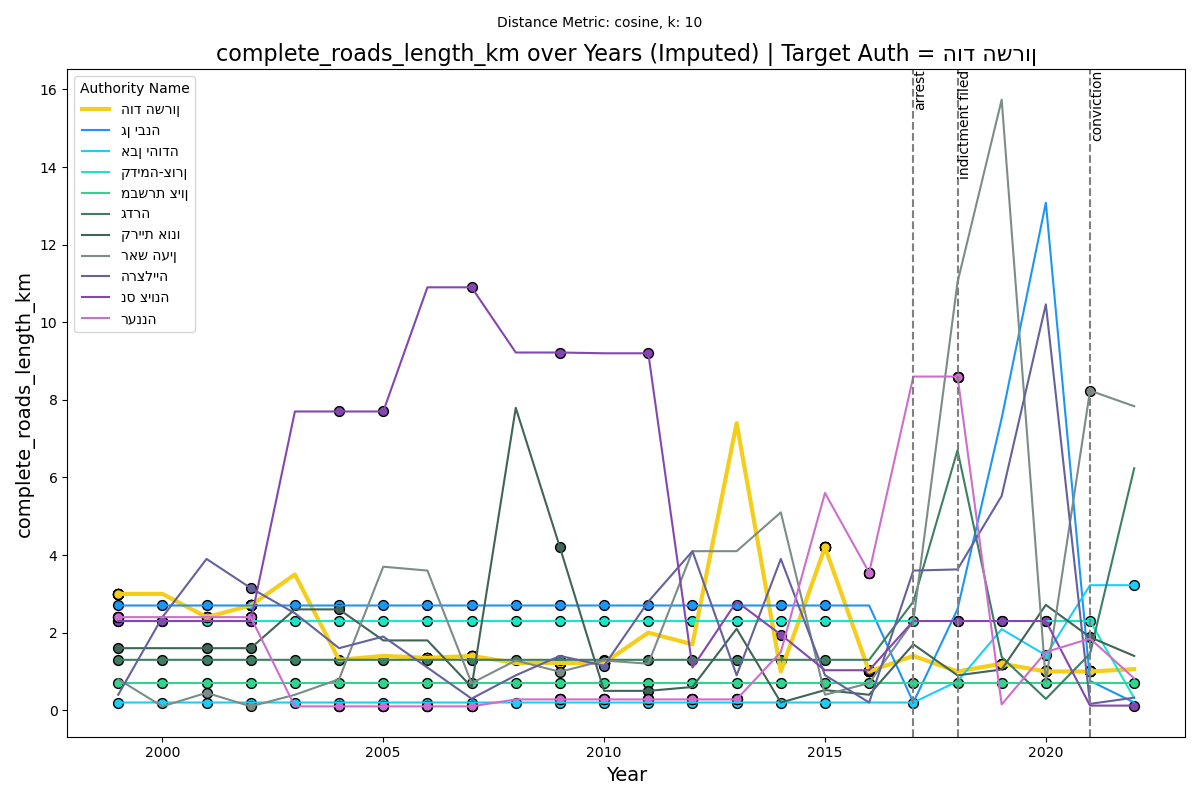 Distance Metric: cosine, k: 10
complete_roads_length_km over Years (Imputed) | Target Auth = הוד השרון
Authority Name
הוד השרון
גן יבנה
אבן יהודה
קדימה-צורן
מבשרת ציון
גדרה
קריית אונו
ראש העין
הרצלייה
נס ציונה
רעננה
arrest
indictment filed
conviction
16
14
12
10
8
6
4
2
0
complete_roads_length_km
2000
2005
2010
2015
2020
Year